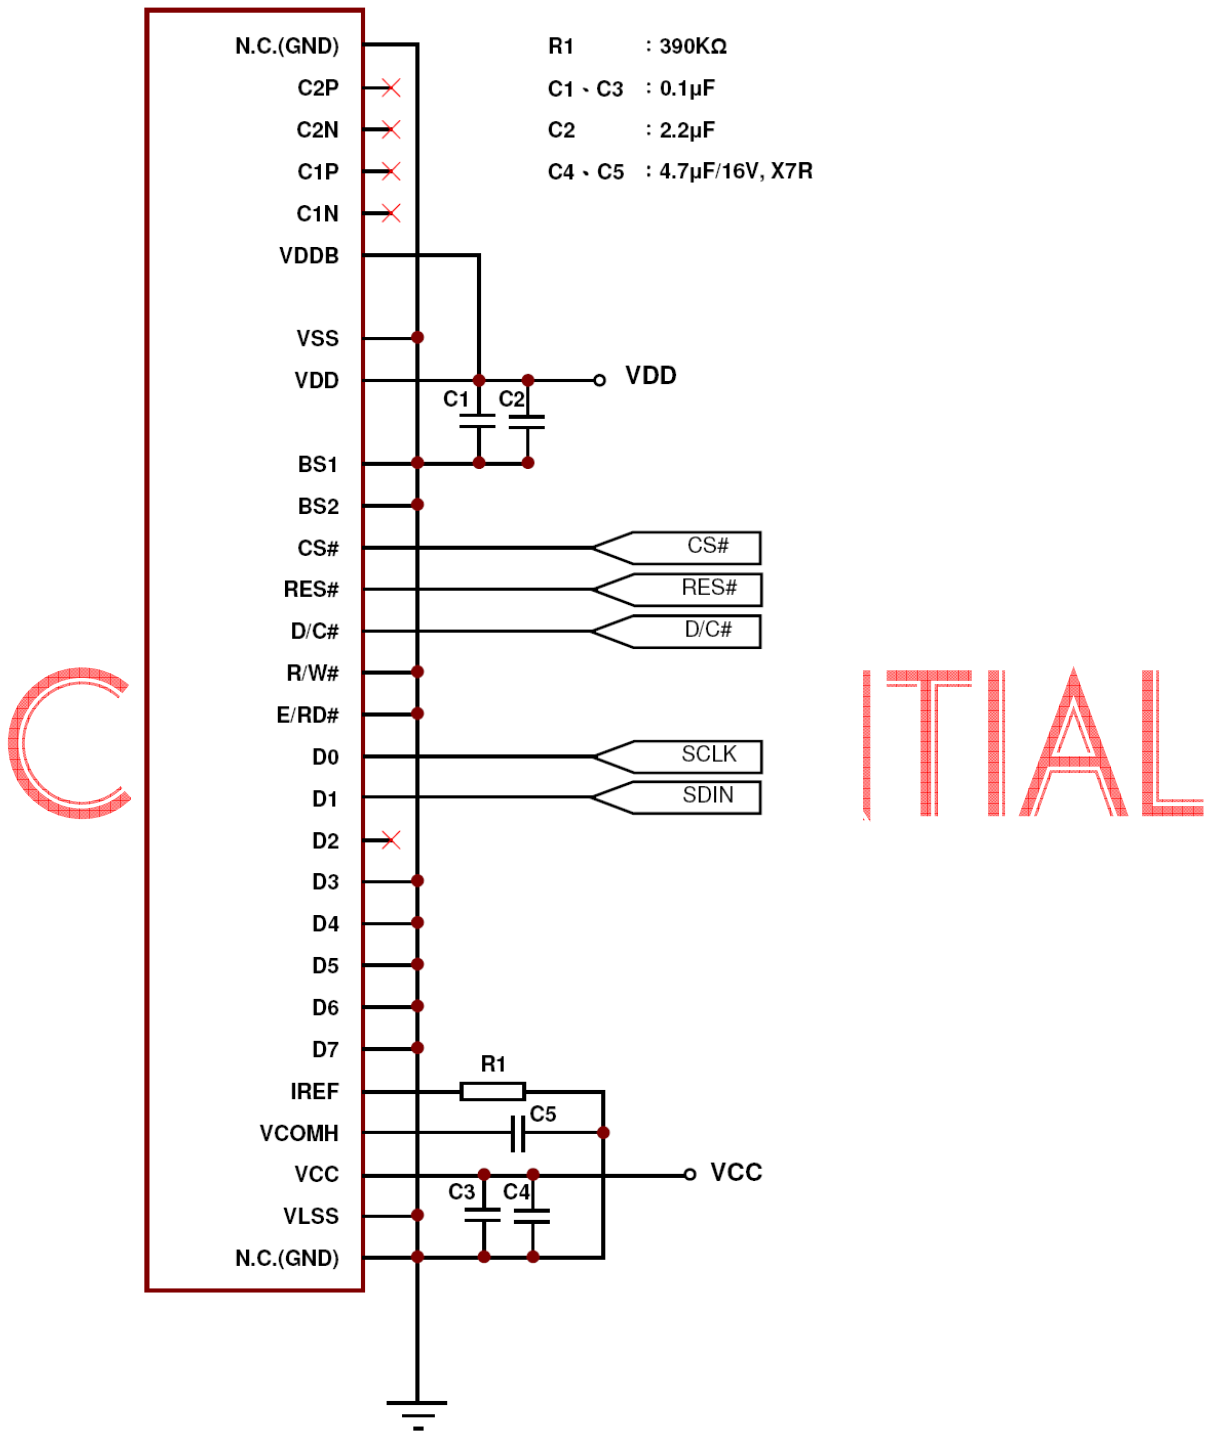 N.C.(GND)
R1 : 390KΩ
C2P
C1、C3 : 0.1μF
C2N
C2 : 2.2μF
C1P
C4、C5 : 4.7μF/16V, X7R
C1N
VDDB
VSS
VDD
VDD
C1
C2
BS1
BS2
CS#
CS#
RES#
RES#
D/C#
D/C#
R/W#
C
ITIAL
E/RD#
D0
SCLK
D1
SDIN
D2
D3
D4
D5
D6
D7
R1
IREF
C5
VCOMH
VCC
VCC
C3
C4
VLSS
N.C.(GND)